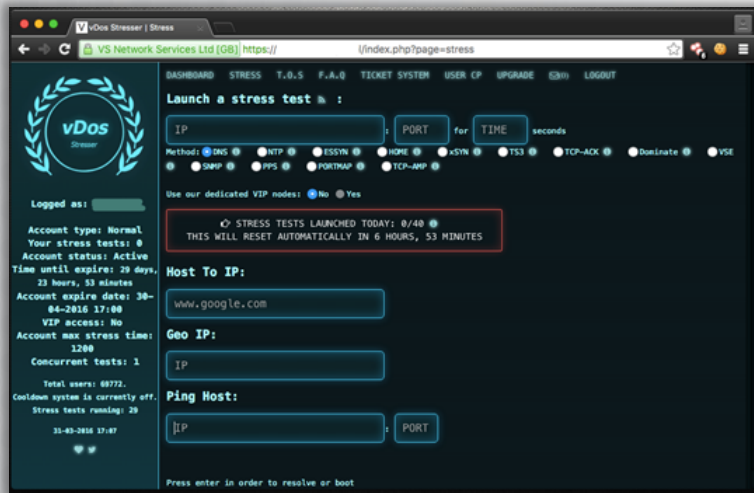 vDos Stresser | Stress
VS Network Services Ltd [GB] https:// i/index.php?page=stress
DASHBOARD STRESS T.O.S F.A.Q TICKET SYSTEM USER CP UPGRADE LOGOUT
vDos
Stresser
Logged as:
Account type: Normal
Your stress tests: 0
Account status: Active
Time until expire: 29 days,
23 hours, 53 minutes
Account expire date: 30-
04-2016 17:00
VIP access: No
Account max stress time:
1200
Concurrent tests: 1
Total users: 69772.
Cooldown system is currently off.
Stress tests running: 29
31-03-2016 17:07
Launch a stress test :
IP : PORT for TIME seconds
Method: DNS NTP ESSYN HOME xSYN TS3 TCP-ACK Dominate VSE
SNMP PPS PORTMAP TCP-AMP
Use our dedicated VIP nodes: No Yes
STRESS TESTS LAUNCHED TODAY: 0/40
THIS WILL RESET AUTOMATICALLY IN 6 HOURS, 53 MINUTES
Host To IP:
www.google.com
Geo IP:
IP
Ping Host:
IP : PORT
Press enter in order to resolve or boot